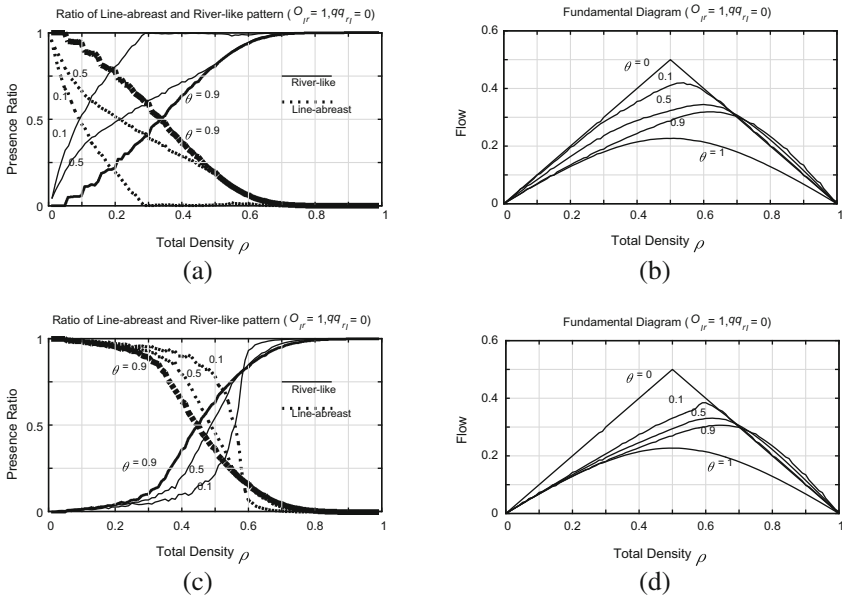 Ratio of Line-abreast and River-like pattern ( O_lr = 1, qq_rl = 0)
Presence Ratio
1
0.5
0
0.1
0.5
0.1
0.5
θ = 0.9
θ = 0.9
River-like
Line-abreast
0 0.2 0.4 0.6 0.8 1
Total Density ρ
(a)
Fundamental Diagram ( O_lr = 1, qq_rl = 0)
Flow
0.6
0.4
0.2
0
θ = 0
0.1
0.5
0.9
θ = 1
0 0.2 0.4 0.6 0.8 1
Total Density ρ
(b)
Ratio of Line-abreast and River-like pattern ( O_lr = 1, qq_rl = 0)
Presence Ratio
1
0.5
0
θ = 0.9
0.5
0.1
θ = 0.9
0.5
0.1
River-like
Line-abreast
0 0.2 0.4 0.6 0.8 1
Total Density ρ
(c)
Fundamental Diagram ( O_lr = 1, qq_rl = 0)
Flow
0.6
0.4
0.2
0
θ = 0
0.1
0.5
0.9
θ = 1
0 0.2 0.4 0.6 0.8 1
Total Density ρ
(d)